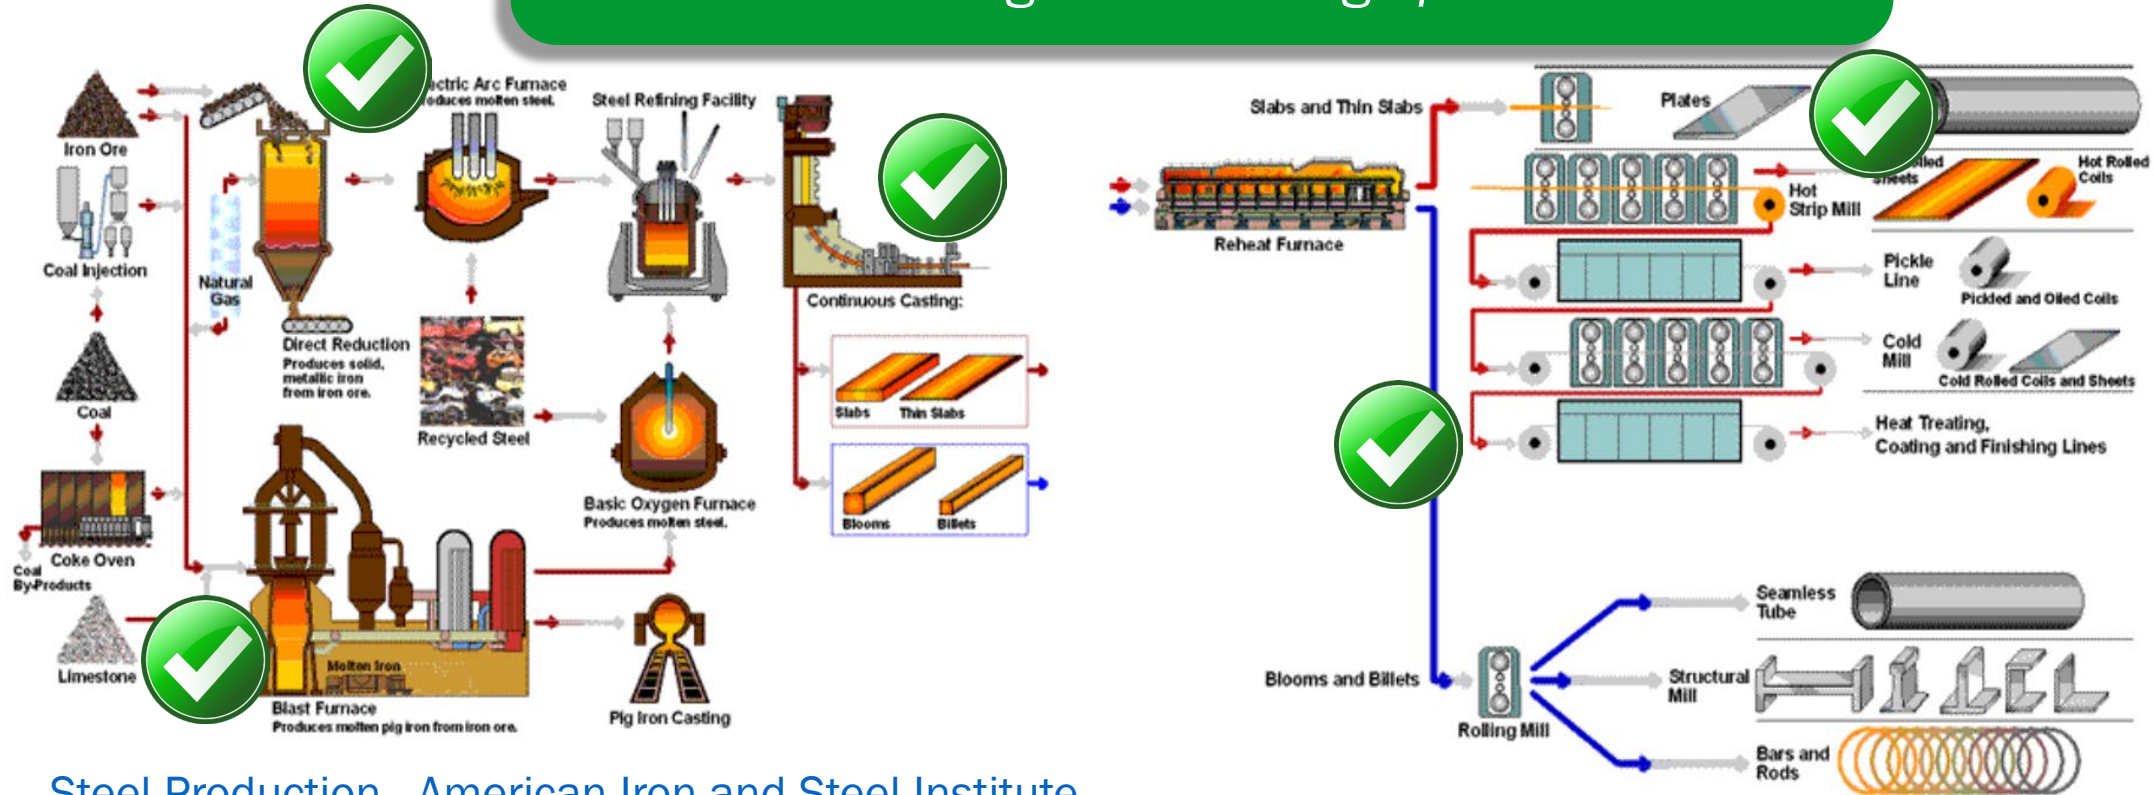 Iron Ore
Coal Injection
Coal
Coke Oven
Coal
By-Products
Limestone
Natural
Gas
Direct Reduction
Produces solid,
metallic iron
from iron ore.
Arc Furnace
molten steel.
Steel Refining Facility
Recycled Steel
Basic Oxygen Furnace
Produces molten steel.
Molten Iron
Blast Furnace
Produces molten pig iron from iron ore.
Pig Iron Casting
Continuous Casting:
Slabs
Thin Slabs
Blooms
Billets
Reheat Furnace
Slabs and Thin Slabs
Plates
Hot
Strip Mill
Sheets
Hot Rolled
Coils
Pickle
Line
Pickled and Oiled Coils
Cold
Mill
Cold Rolled Coils and Sheets
Heat Treating,
Coating and Finishing Lines
Blooms and Billets
Rolling Mill
Seamless
Tube
Structural
Mill
Bars and
Rods
Steel Production American Iron and Steel Institute